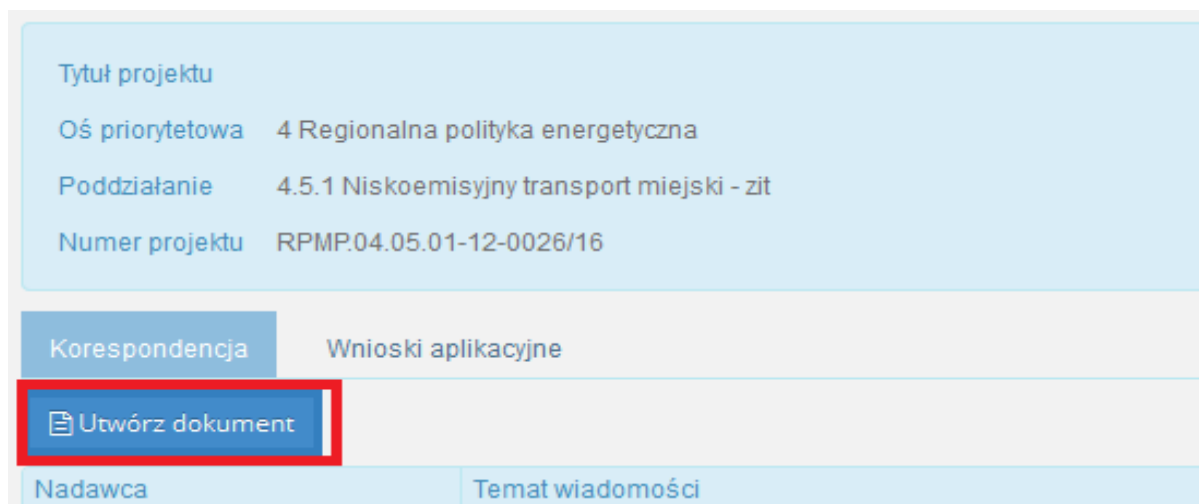 Tytuł projektu
Oś priorytetowa 4 Regionalna polityka energetyczna
Poddziałanie 4.5.1 Niskoemisyjny transport miejski - zit
Numer projektu RPMP.04.05.01-12-0026/16
Korespondencja Wnioski aplikacyjne
Utwórz dokument
Nadawca Temat wiadomości